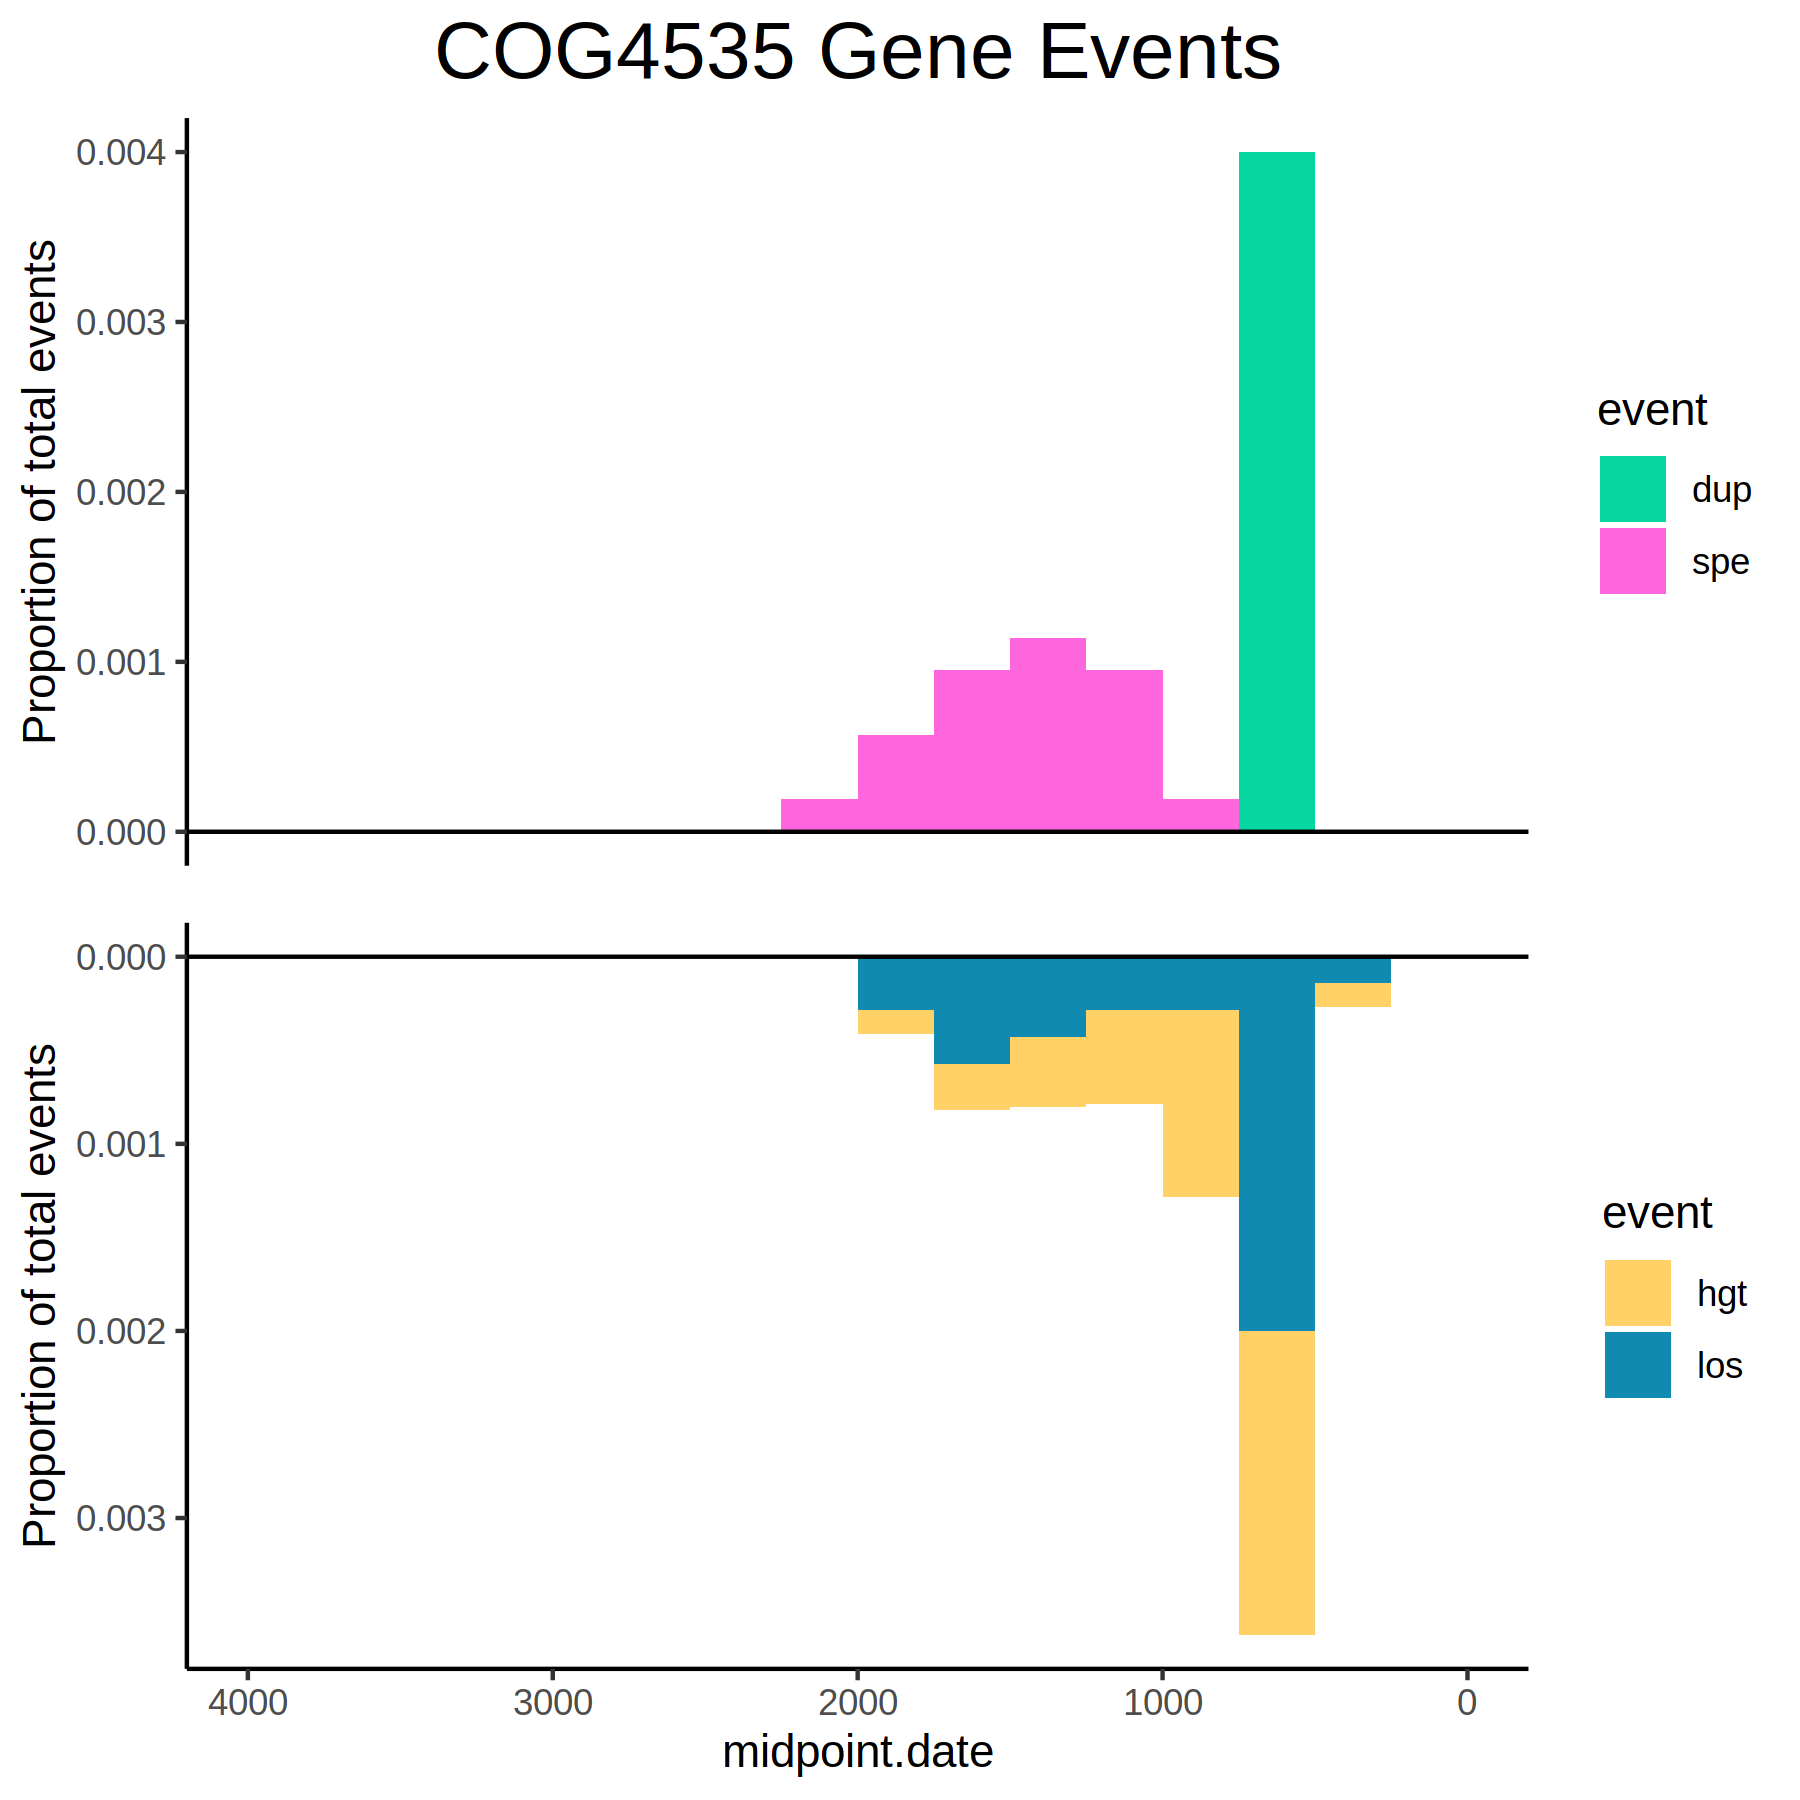 COG4535 Gene Events
Proportion of total events
0.004
0.003
0.002
0.001
0.000
event
dup
spe
Proportion of total events
0.000
0.001
0.002
0.003
event
hgt
los
4000 3000 2000 1000 0
midpoint.date